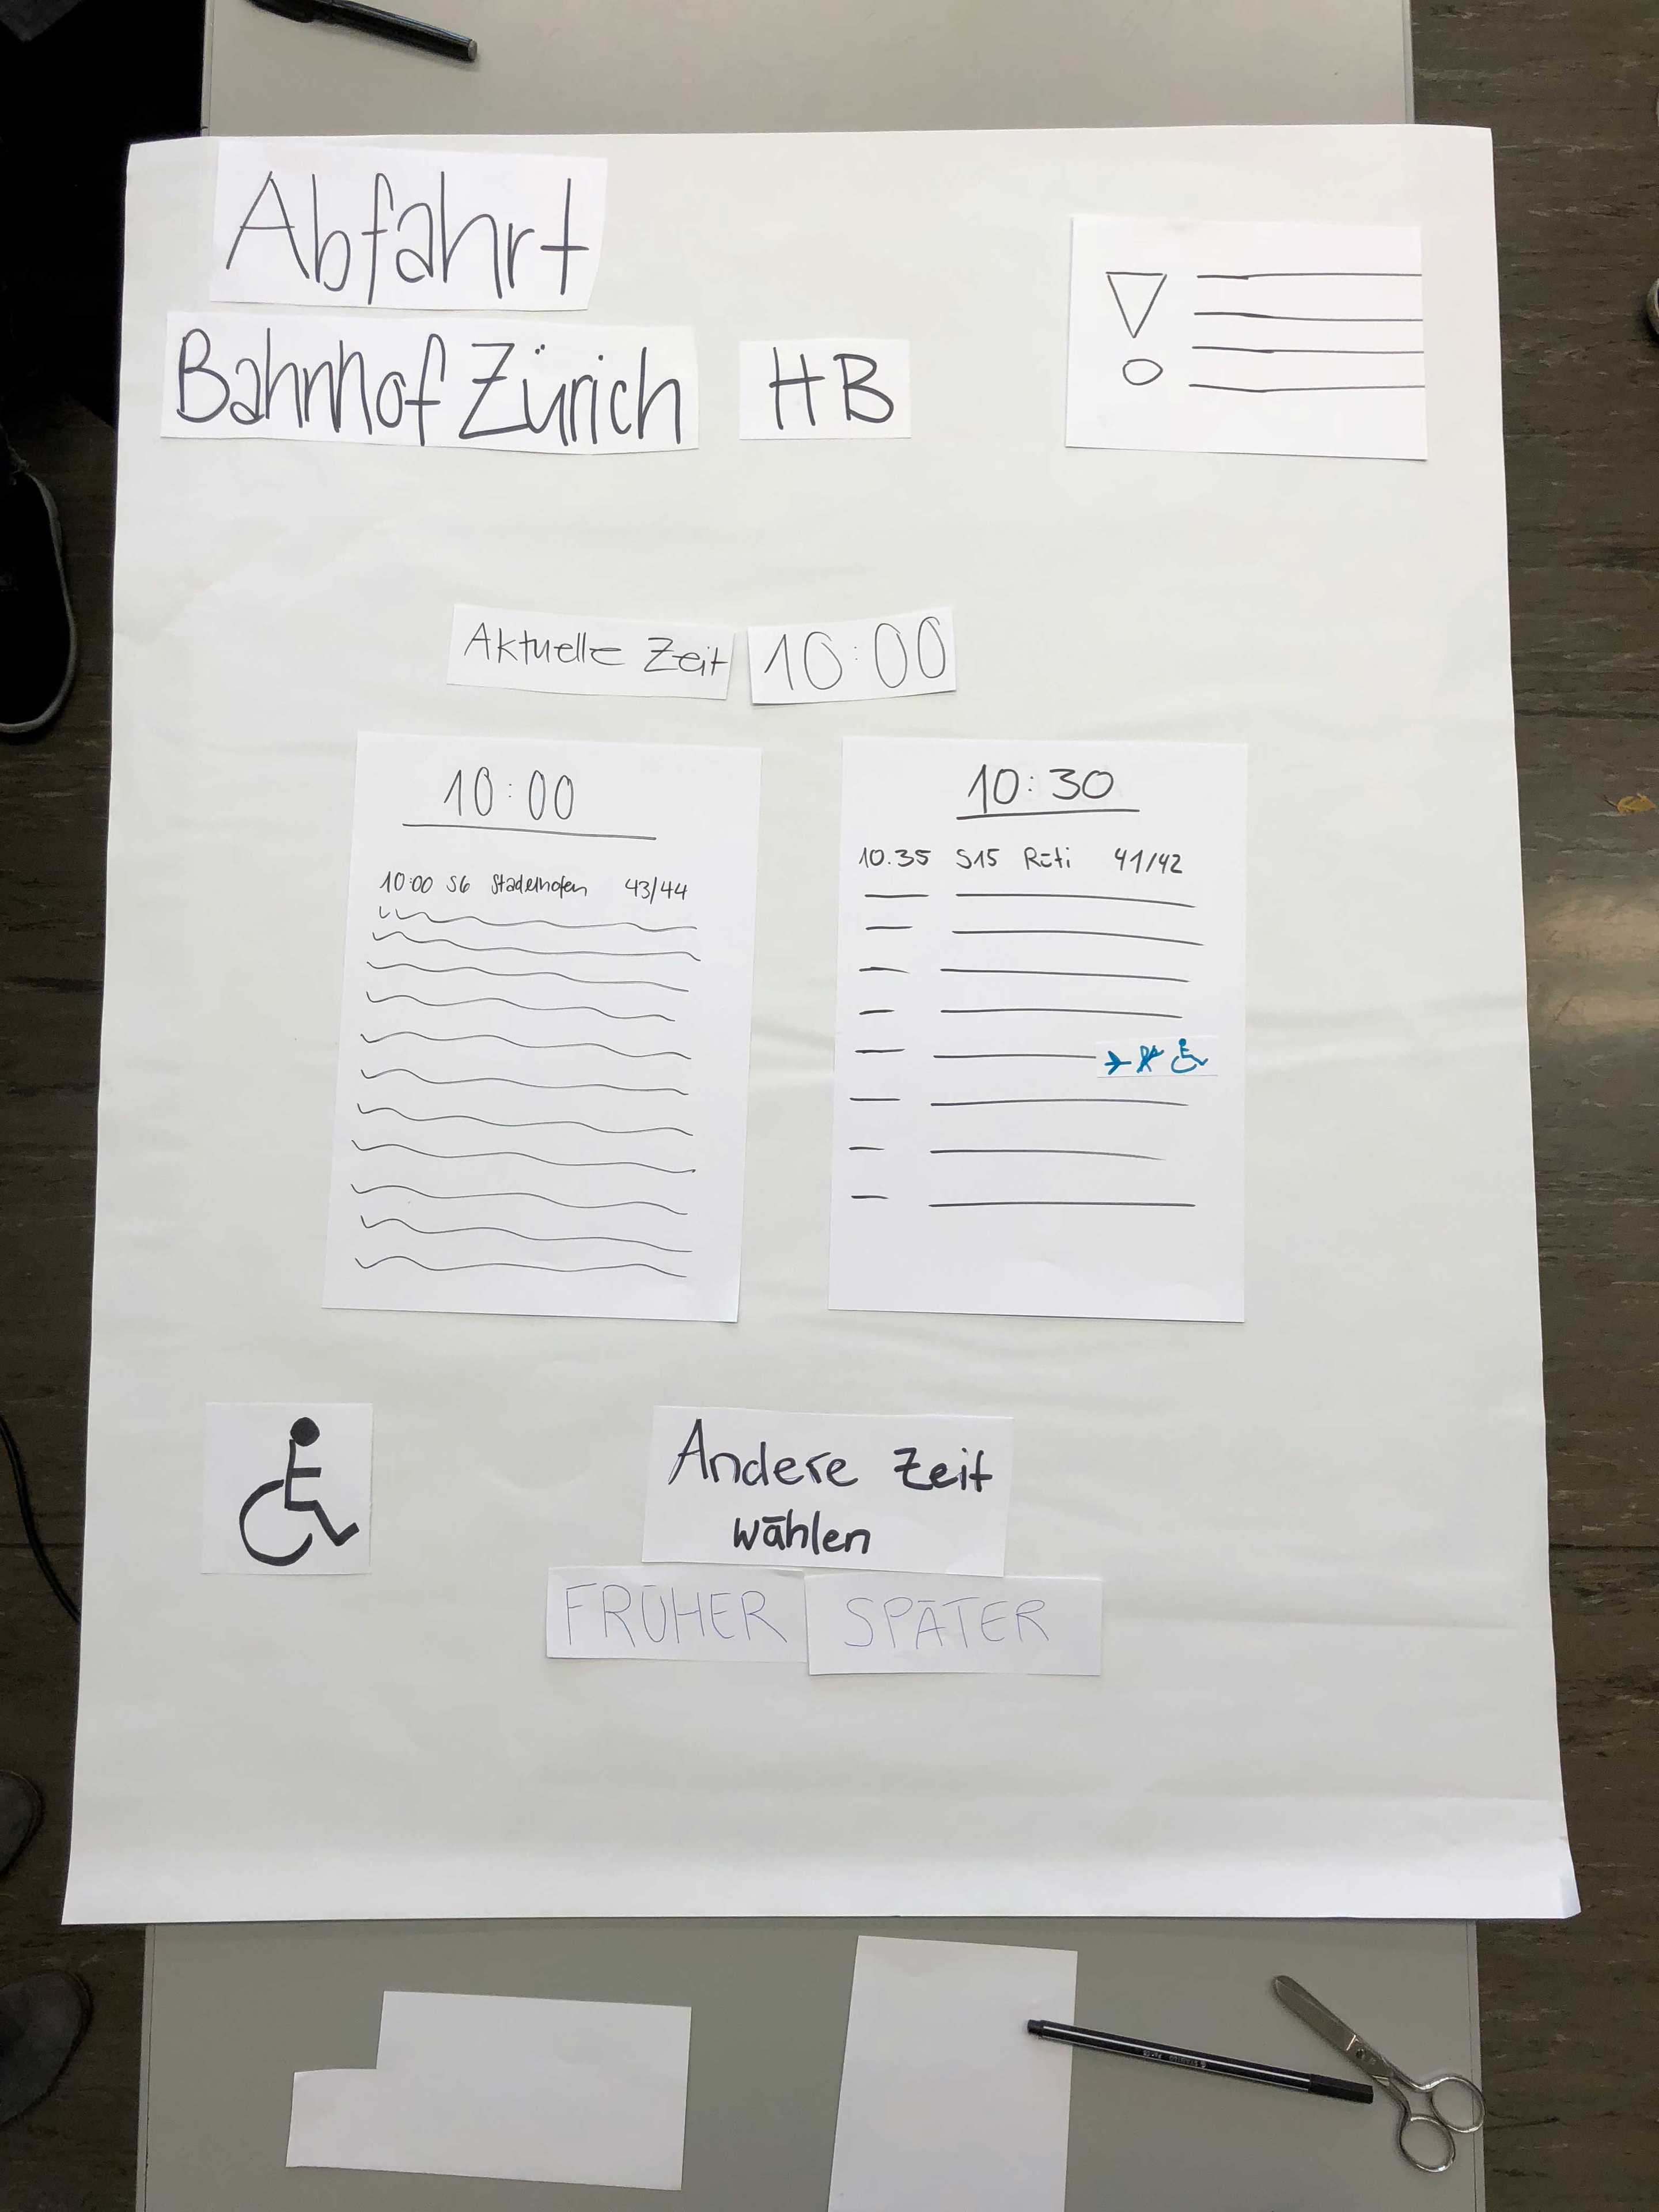 Abfahrt
Bahnhof Zürich HB
Aktuelle Zeit 10:00
10:00
10:00 S6 Stadelhofen 43/44
10:30
10.35 S15 Rüti 41/42
Andere Zeit
wählen
FRÜHER SPÄTER